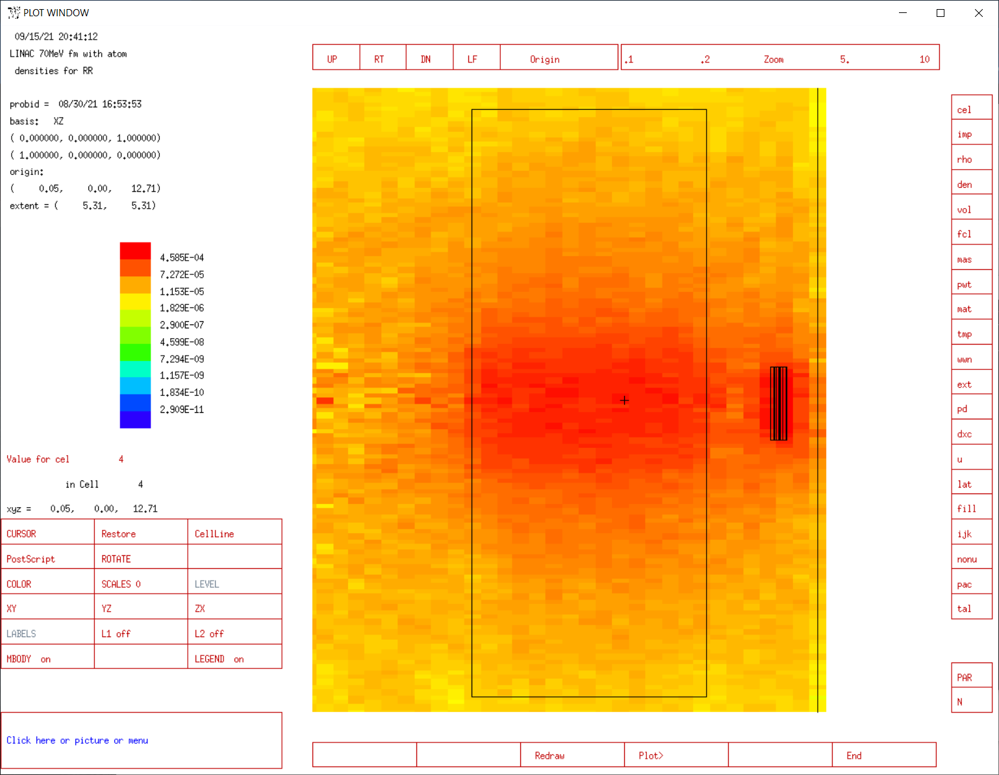 PLOT WINDOW
09/15/21 20:41:12
LINAC 70MeV fm with atom
densities for RR
probid = 08/30/21 16:53:53
basis: XZ
( 0.000000, 0.000000, 1.000000)
( 1.000000, 0.000000, 0.000000)
origin:
( 0.05, 0.00, 12.71)
extent = ( 5.31, 5.31)
4.585E-04
7.272E-05
1.153E-05
1.829E-06
2.900E-07
4.599E-08
7.294E-09
1.157E-09
1.834E-10
2.909E-11
Value for cel 4
in Cell 4
xyz = 0.05, 0.00, 12.71
CURSOR Restore CellLine
PostScript ROTATE
COLOR SCALES 0 LEVEL
XY YZ ZX
LABELS L1 off L2 off
MBODY on LEGEND on
Click here or picture or menu
UP RT DN LF Origin .1 .2 Zoom 5. 10
cel
imp
rho
den
vol
fcl
mas
pwt
mat
tmp
wwn
ext
pd
dxc
u
lat
fill
ijk
nonu
pac
tal
PAR
N
Redraw Plot> End